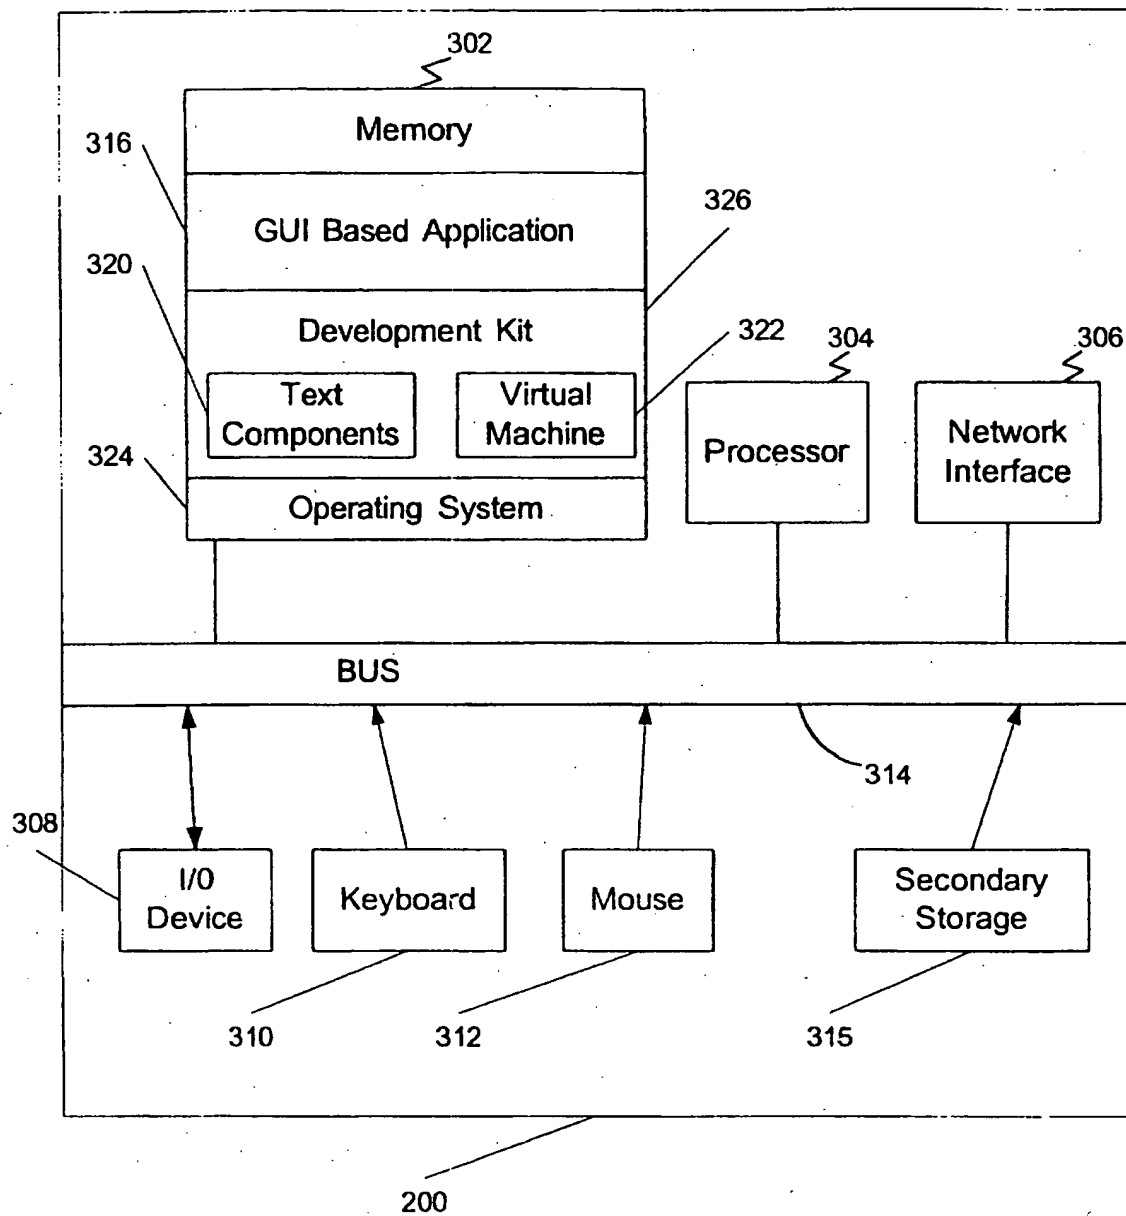 302
Memory
316
GUI Based Application
326
320
Development Kit
322
304
306
Text
Components
Virtual
Machine
Processor
Network
Interface
324
Operating System
BUS
314
308
I/0
Device
Keyboard
Mouse
Secondary
Storage
310
312
315
200